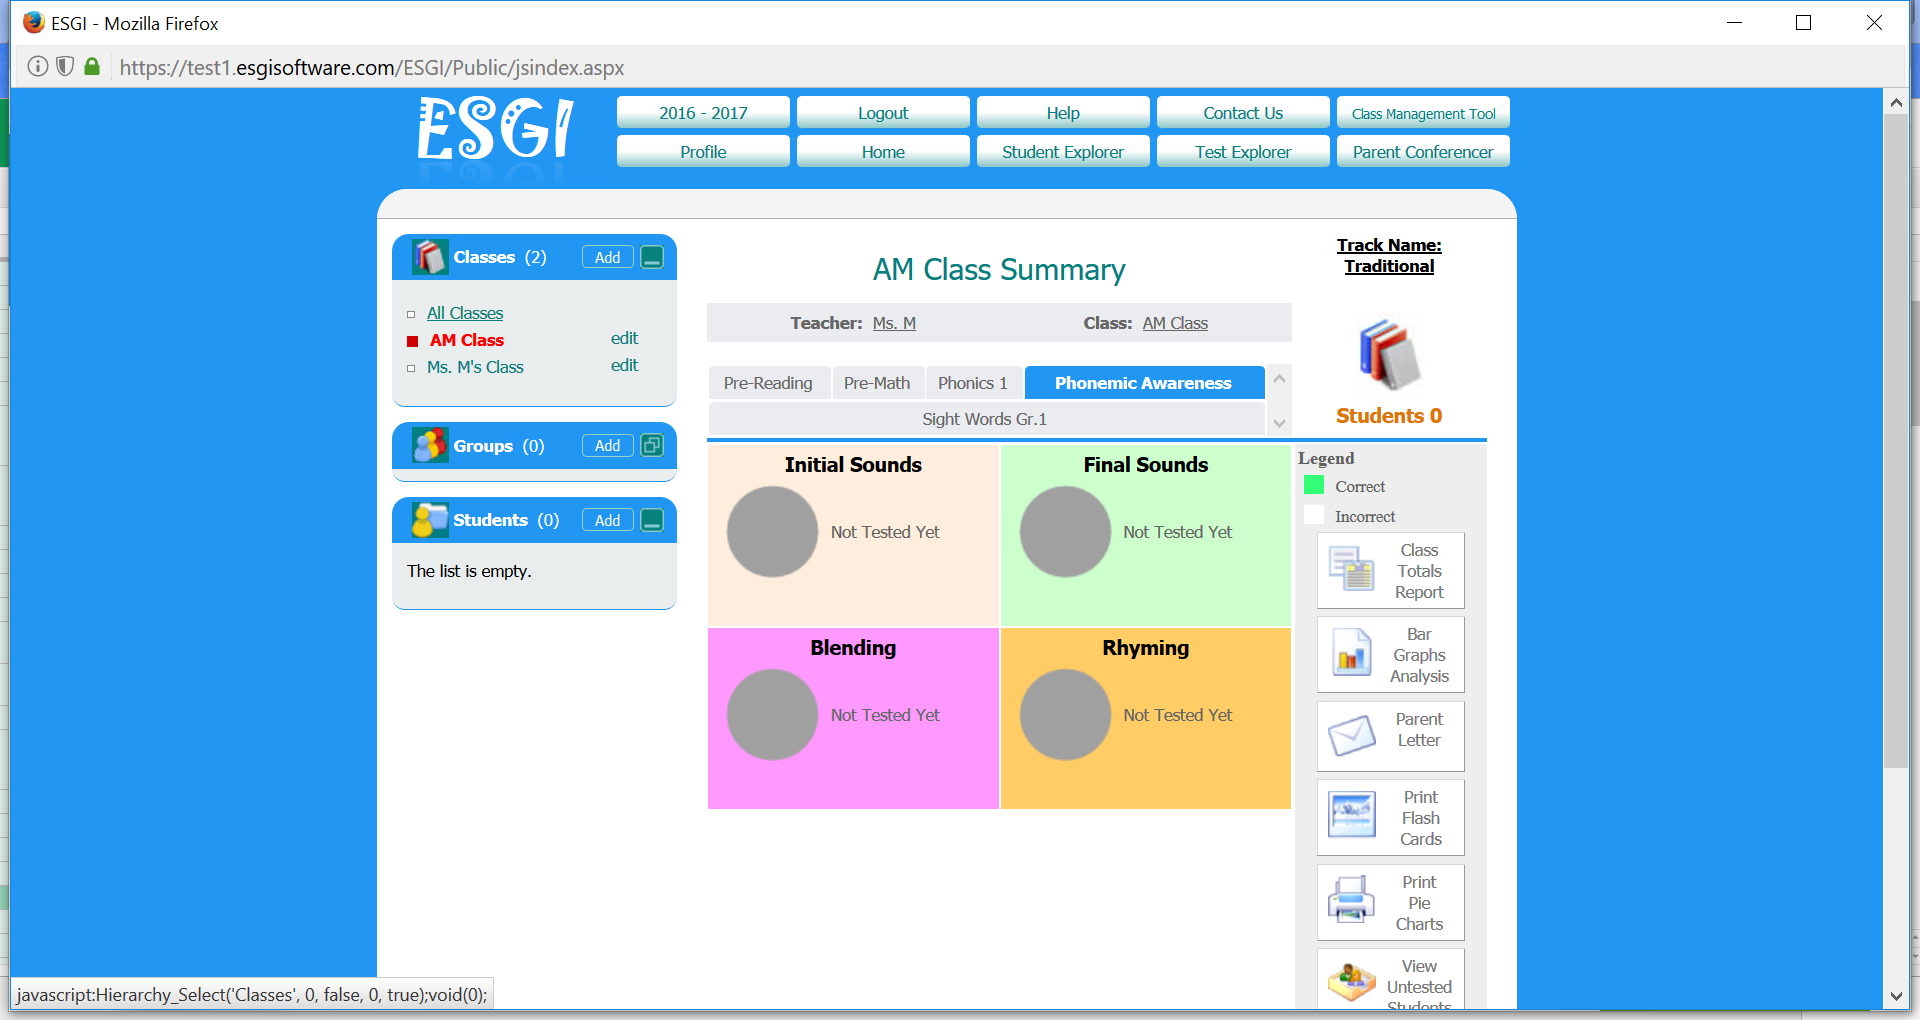 ESGI - Mozilla Firefox
https://test1.esgisoftware.com/ESGI/Public/jsindex.aspx
ESGI
2016 - 2017
Logout
Help
Contact Us
Class Management Tool
Profile
Home
Student Explorer
Test Explorer
Parent Conferencer
Classes (2)
Add
All Classes
AM Class
edit
Ms. M's Class
edit
Groups (0)
Add
Students (0)
Add
The list is empty.
AM Class Summary
Teacher: Ms. M
Class: AM Class
Pre-Reading
Pre-Math
Phonics 1
Phonemic Awareness
Sight Words Gr.1
Track Name:
Traditional
Students 0
Initial Sounds
Not Tested Yet
Final Sounds
Not Tested Yet
Blending
Not Tested Yet
Rhyming
Not Tested Yet
Legend
Correct
Incorrect
Class
Totals
Report
Bar
Graphs
Analysis
Parent
Letter
Print
Flash
Cards
Print
Pie
Charts
View
Untested
Students
javascript:Hierarchy_Select('Classes', 0, false, 0, true);void(0);